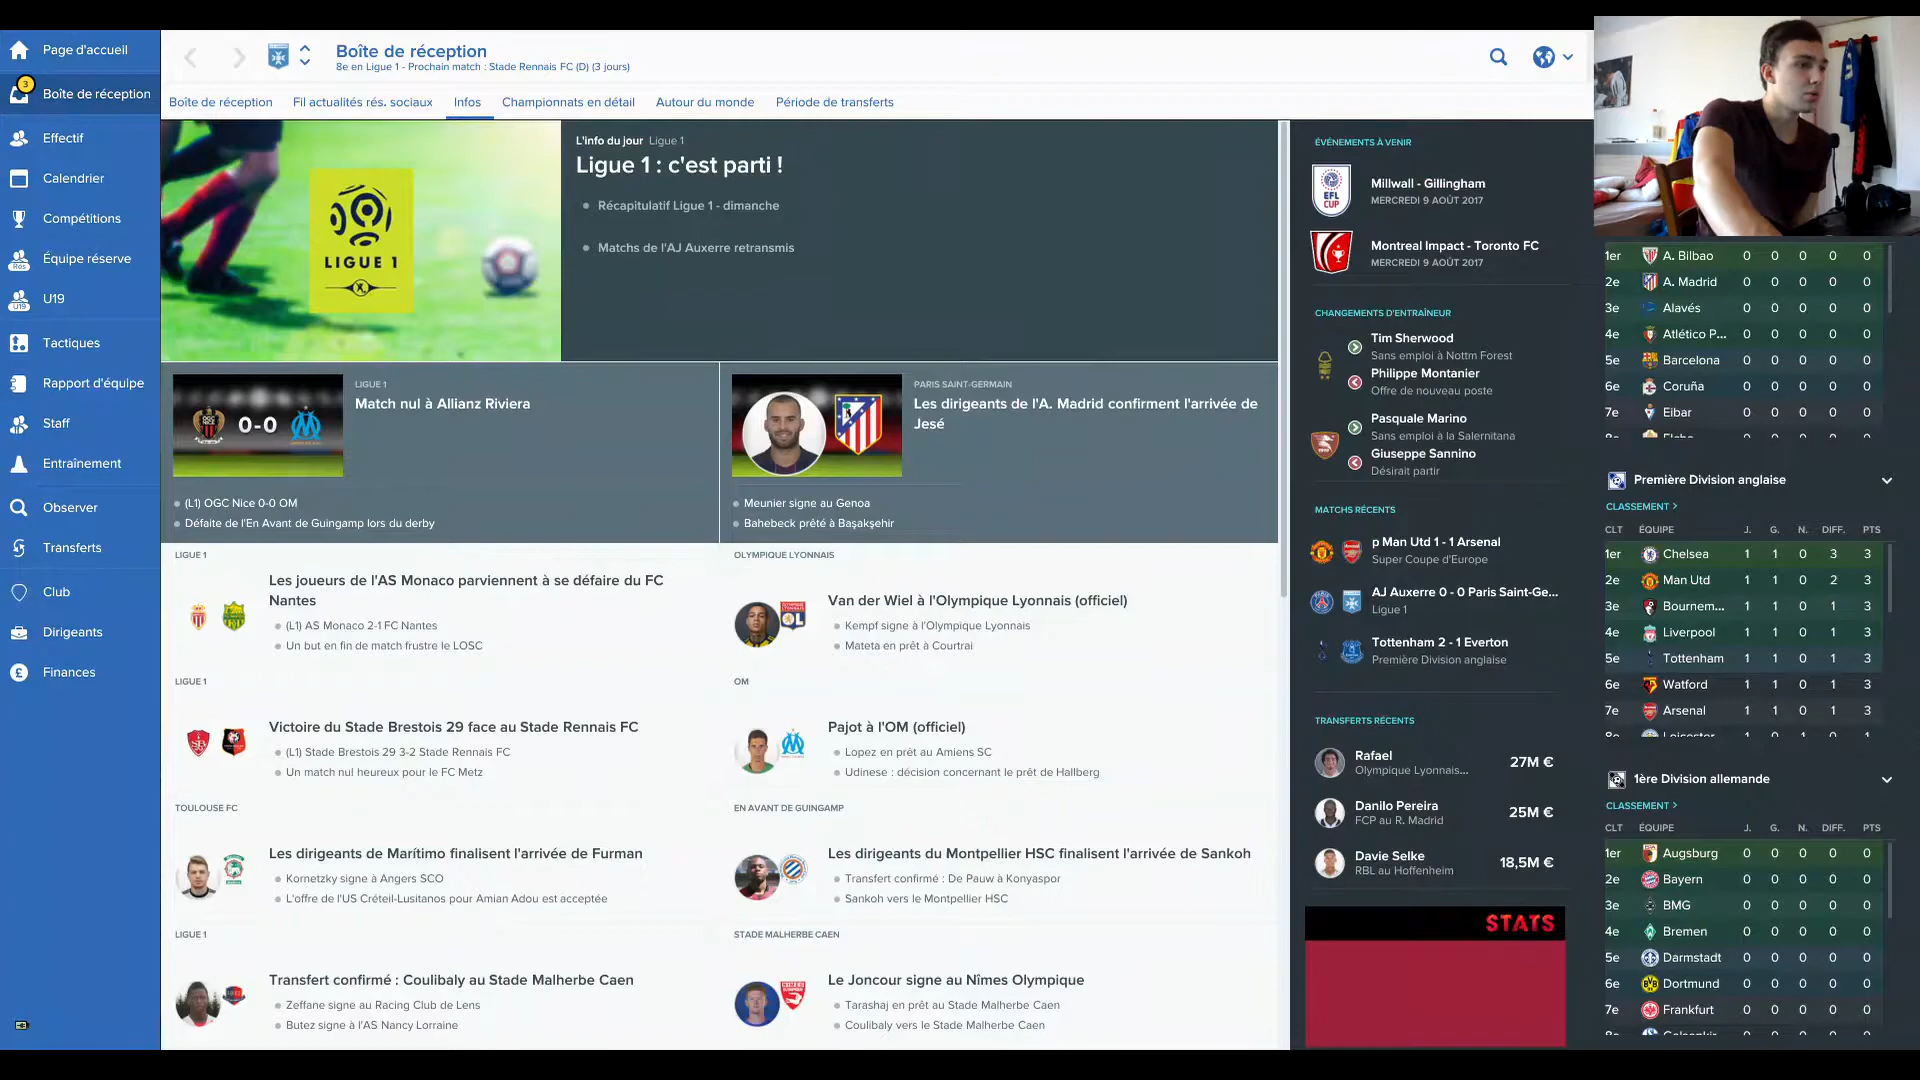 Page d'accueil
3
Boîte de réception
Effectif
Calendrier
Compétitions
Rés
Équipe réserve
U19
U19
Tactiques
Rapport d'équipe
Staff
Entraînement
Observer
Transferts
Club
Dirigeants
Finances
Boîte de réception
8e en Ligue 1 - Prochain match : Stade Rennais FC (D) (3 jours)
Boîte de réception Fil actualités rés. sociaux Infos Championnats en détail Autour du monde Période de transferts
LIGUE 1
L'info du jour Ligue 1
Ligue 1 : c'est parti !
Récapitulatif Ligue 1 - dimanche
Matchs de l'AJ Auxerre retransmis
0-0
LIGUE 1
Match nul à Allianz Riviera
(L1) OGC Nice 0-0 OM
Défaite de l'En Avant de Guingamp lors du derby
PARIS SAINT-GERMAIN
Les dirigeants de l'A. Madrid confirment l'arrivée de
Jesé
Meunier signe au Genoa
Bahebeck prêté à Başakşehir
LIGUE 1
Les joueurs de l'AS Monaco parviennent à se défaire du FC
Nantes
(L1) AS Monaco 2-1 FC Nantes
Un but en fin de match frustre le LOSC
OLYMPIQUE LYONNAIS
Van der Wiel à l'Olympique Lyonnais (officiel)
Kempf signe à l'Olympique Lyonnais
Mateta en prêt à Courtrai
LIGUE 1
Victoire du Stade Brestois 29 face au Stade Rennais FC
(L1) Stade Brestois 29 3-2 Stade Rennais FC
Un match nul heureux pour le FC Metz
OM
Pajot à l'OM (officiel)
Lopez en prêt au Amiens SC
Udinese : décision concernant le prêt de Hallberg
TOULOUSE FC
Les dirigeants de Marítimo finalisent l'arrivée de Furman
Kornetzky signe à Angers SCO
L'offre de l'US Créteil-Lusitanos pour Amian Adou est acceptée
EN AVANT DE GUINGAMP
Les dirigeants du Montpellier HSC finalisent l'arrivée de Sankoh
Transfert confirmé : De Pauw à Konyaspor
Sankoh vers le Montpellier HSC
LIGUE 1
Transfert confirmé : Coulibaly au Stade Malherbe Caen
Zeffane signe au Racing Club de Lens
Butez signe à l'AS Nancy Lorraine
STADE MALHERBE CAEN
Le Joncour signe au Nîmes Olympique
Tarashaj en prêt au Stade Malherbe Caen
Coulibaly vers le Stade Malherbe Caen
ÉVÉNEMENTS À VENIR
EFL
CUP
Millwall - Gillingham
MERCREDI 9 AOÛT 2017
Montreal Impact - Toronto FC
MERCREDI 9 AOÛT 2017
CHANGEMENTS D'ENTRAÎNEUR
Tim Sherwood
Sans emploi à Nottm Forest
Philippe Montanier
Offre de nouveau poste
Pasquale Marino
Sans emploi à la Salernitana
Giuseppe Sannino
Désirait partir
MATCHS RÉCENTS
p Man Utd 1 - 1 Arsenal
Super Coupe d'Europe
AJ Auxerre 0 - 0 Paris Saint-Ge...
Ligue 1
Tottenham 2 - 1 Everton
Première Division anglaise
TRANSFERTS RÉCENTS
Rafael 27M €
Olympique Lyonnais...
Danilo Pereira 25M €
FCP au R. Madrid
Davie Selke 18,5M €
RBL au Hoffenheim
STATS
1er A. Bilbao 0 0 0 0 0
2e A. Madrid 0 0 0 0 0
3e Alavés 0 0 0 0 0
4e Atlético P... 0 0 0 0 0
5e Barcelona 0 0 0 0 0
6e Coruña 0 0 0 0 0
7e Eibar 0 0 0 0 0
8e Elche 0 0 0 0 0
Première Division anglaise
CLASSEMENT >
CLT ÉQUIPE J. G. N. DIFF. PTS
1er Chelsea 1 1 0 3 3
2e Man Utd 1 1 0 2 3
3e Bournem... 1 1 0 1 3
4e Liverpool 1 1 0 1 3
5e Tottenham 1 1 0 1 3
6e Watford 1 1 0 1 3
7e Arsenal 1 1 0 1 3
8e Leicester 1 0 1 0 1
1ère Division allemande
CLASSEMENT >
CLT ÉQUIPE J. G. N. DIFF. PTS
1er Augsburg 0 0 0 0 0
2e Bayern 0 0 0 0 0
3e BMG 0 0 0 0 0
4e Bremen 0 0 0 0 0
5e Darmstadt 0 0 0 0 0
6e Dortmund 0 0 0 0 0
7e Frankfurt 0 0 0 0 0
0 0 0 0 0